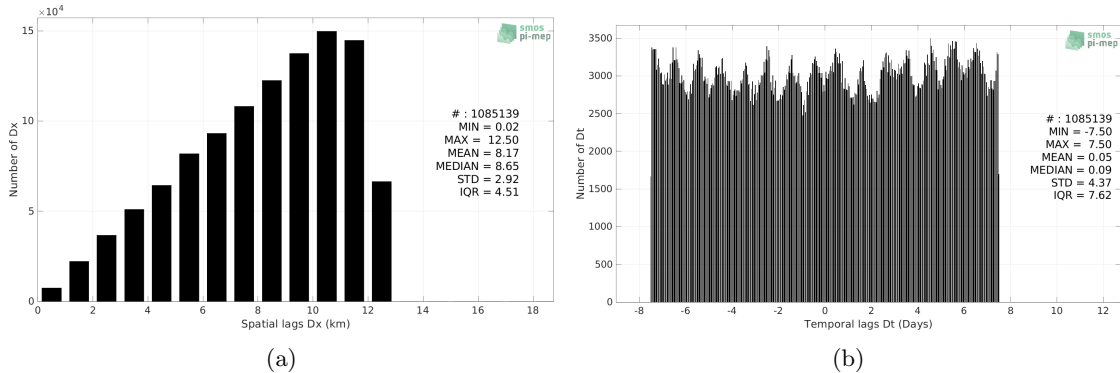 ×10⁴
15
10
5
0
Number of Dx
0 2 4 6 8 10 12 14 16 18
Spatial lags Dx (km)
smos
pi-mep
# : 1085139
MIN = 0.02
MAX = 12.50
MEAN = 8.17
MEDIAN = 8.65
STD = 2.92
IQR = 4.51
(a)
3500
3000
2500
2000
1500
1000
500
0
Number of Dt
-8 -6 -4 -2 0 2 4 6 8 10 12
Temporal lags Dt (Days)
smos
pi-mep
# : 1085139
MIN = -7.50
MAX = 7.50
MEAN = 0.05
MEDIAN = 0.09
STD = 4.37
IQR = 7.62
(b)